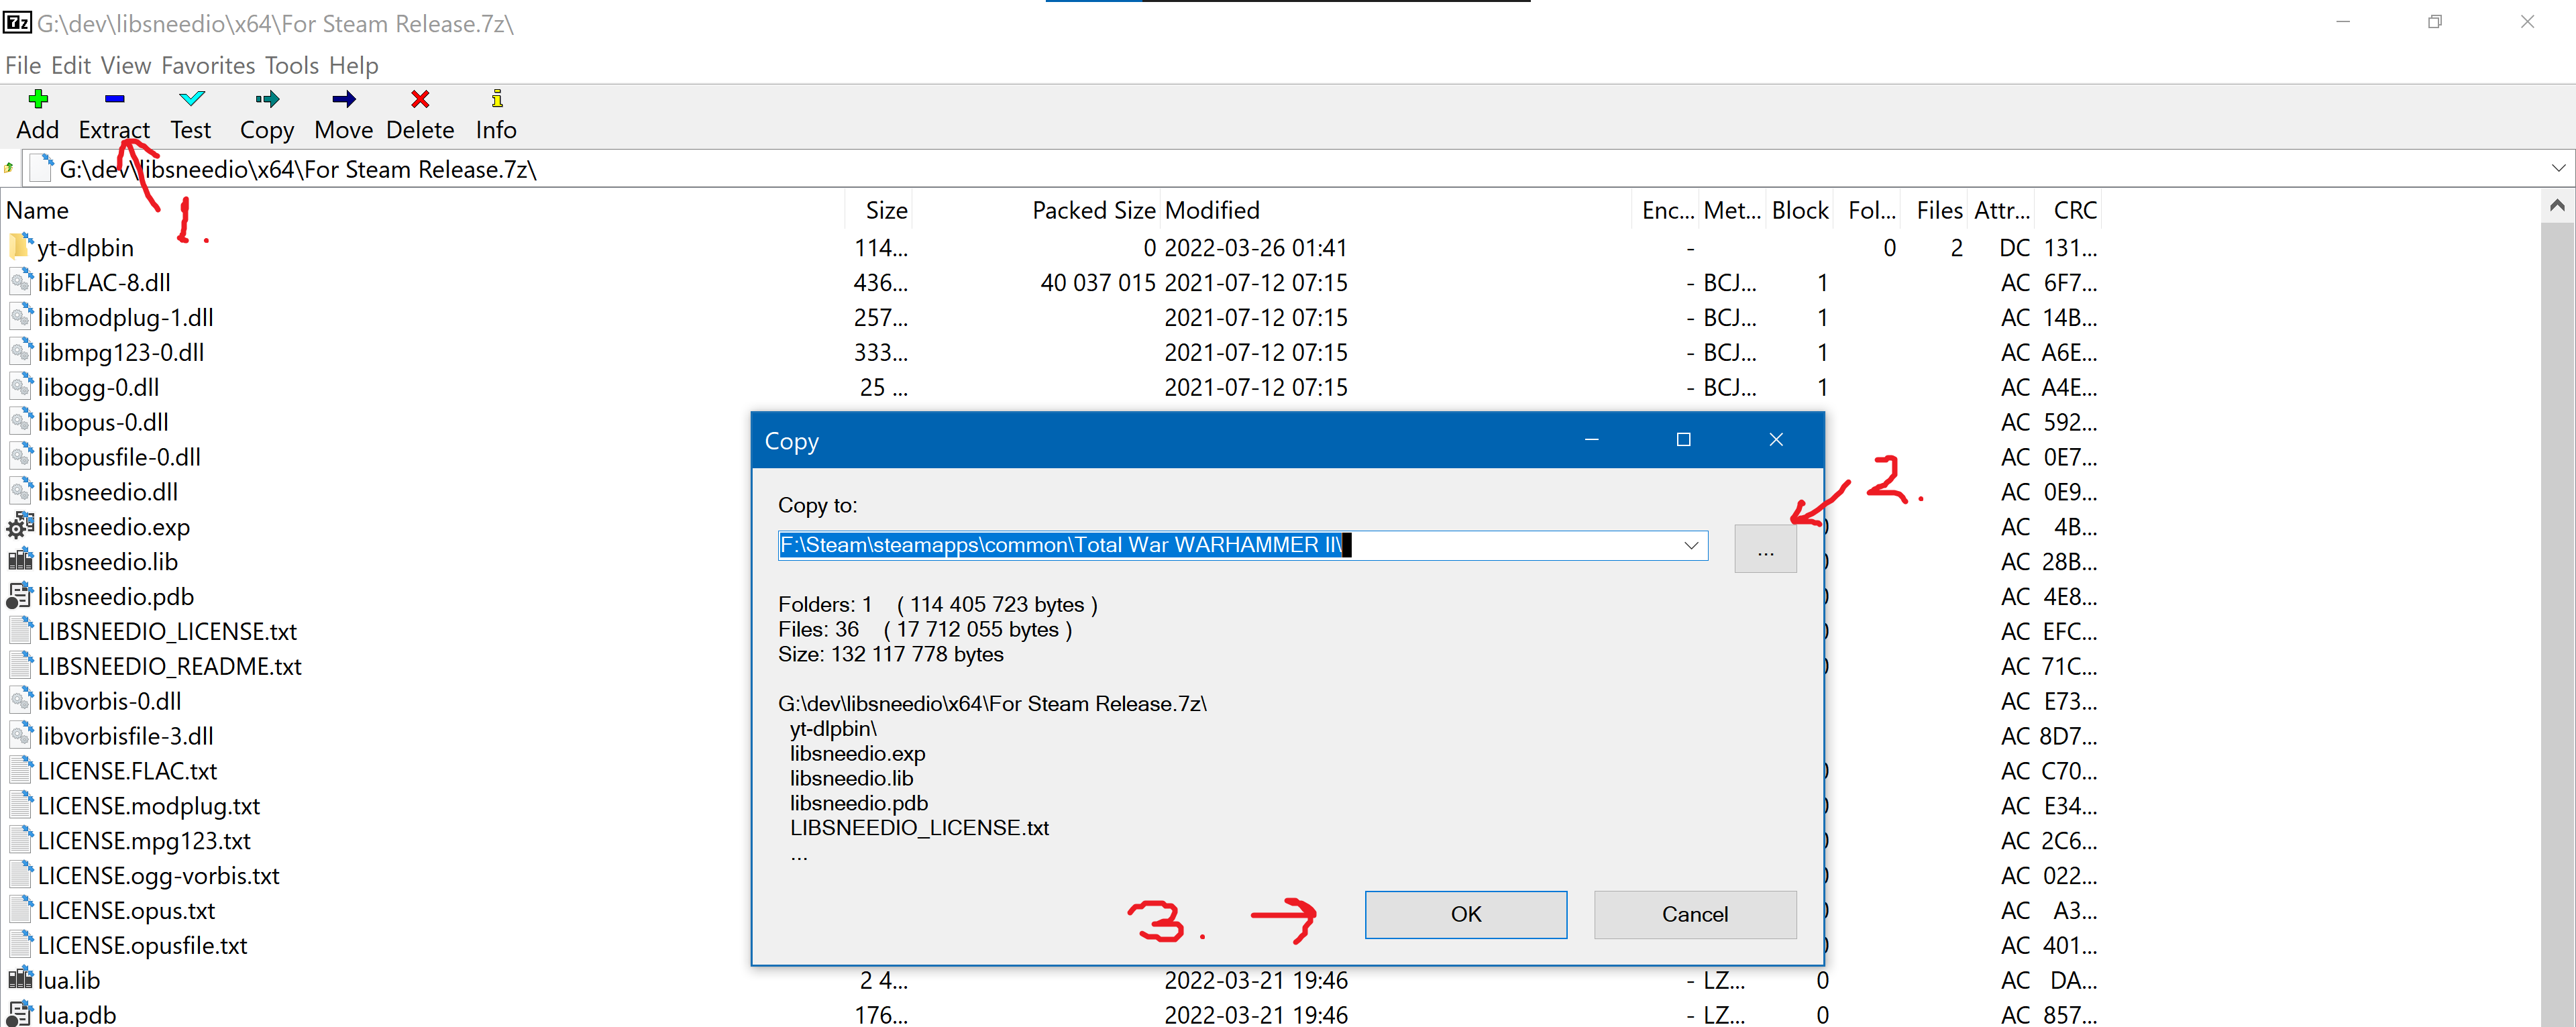 7z G:\dev\libsneedio\x64\For Steam Release.7z\
File Edit View Favorites Tools Help
Add Extract Test Copy Move Delete Info
G:\dev\libsneedio\x64\For Steam Release.7z\
1.
Name Size Packed Size Modified Enc... Met... Block Fol... Files Attr... CRC
yt-dlpbin 114... 0 2022-03-26 01:41 - 0 2 DC 131...
libFLAC-8.dll 436... 40 037 015 2021-07-12 07:15 - BCJ... 1 AC 6F7...
libmodplug-1.dll 257... 2021-07-12 07:15 - BCJ... 1 AC 14B...
libmpg123-0.dll 333... 2021-07-12 07:15 - BCJ... 1 AC A6E...
libogg-0.dll 25 ... 2021-07-12 07:15 - BCJ... 1 AC A4E...
libopus-0.dll AC 592...
libopusfile-0.dll AC 0E7...
libsneedio.dll AC 0E9...
libsneedio.exp AC 4B...
libsneedio.lib AC 28B...
libsneedio.pdb AC 4E8...
LIBSNEEDIO_LICENSE.txt AC EFC...
LIBSNEEDIO_README.txt AC 71C...
libvorbis-0.dll AC E73...
libvorbisfile-3.dll AC 8D7...
LICENSE.FLAC.txt AC C70...
LICENSE.modplug.txt AC E34...
LICENSE.mpg123.txt AC 2C6...
LICENSE.ogg-vorbis.txt AC 022...
LICENSE.opus.txt AC A3...
LICENSE.opusfile.txt AC 401...
lua.lib 2 4... 2022-03-21 19:46 - LZ... 0 AC DA...
lua.pdb 176... 2022-03-21 19:46 - LZ... 0 AC 857...
Copy
Copy to:
2.
F:\Steam\steamapps\common\Total War WARHAMMER II\
...
Folders: 1 ( 114 405 723 bytes )
Files: 36 ( 17 712 055 bytes )
Size: 132 117 778 bytes
G:\dev\libsneedio\x64\For Steam Release.7z\
yt-dlpbin\
libsneedio.exp
libsneedio.lib
libsneedio.pdb
LIBSNEEDIO_LICENSE.txt
...
3.
OK Cancel